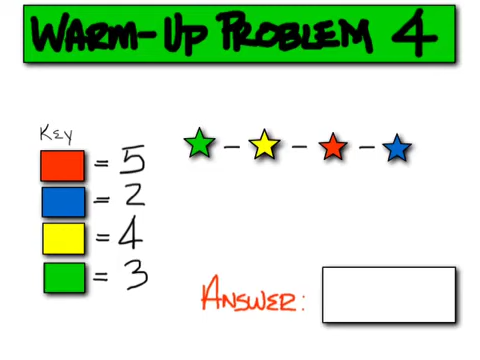 WARM-UP PROBLEM 4
Key
= 5
= 2
= 4
= 3
- - -
ANSWER: